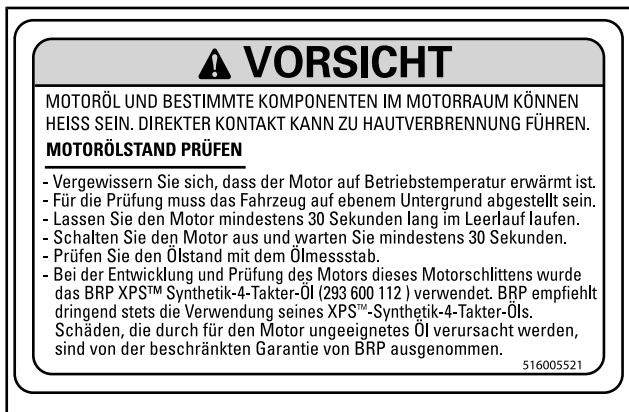 VORSICHT
MOTORÖL UND BESTIMMTE KOMPONENTEN IM MOTORRAUM KÖNNEN
HEISS SEIN. DIREKTER KONTAKT KANN ZU HAUTVERBRENNUNG FÜHREN.
MOTORÖLSTAND PRÜFEN
- Vergewissern Sie sich, dass der Motor auf Betriebstemperatur erwärmt ist.
- Für die Prüfung muss das Fahrzeug auf ebenem Untergrund abgestellt sein.
- Lassen Sie den Motor mindestens 30 Sekunden lang im Leerlauf laufen.
- Schalten Sie den Motor aus und warten Sie mindestens 30 Sekunden.
- Prüfen Sie den Ölstand mit dem Ölmessstab.
- Bei der Entwicklung und Prüfung des Motors dieses Motorschlittens wurde
das BRP XPS™ Synthetik-4-Takter-Öl (293 600 112 ) verwendet. BRP empfiehlt
dringend stets die Verwendung seines XPS™-Synthetik-4-Takter-Öls.
Schäden, die durch für den Motor ungeeignetes Öl verursacht werden,
sind von der beschränkten Garantie von BRP ausgenommen.
516005521